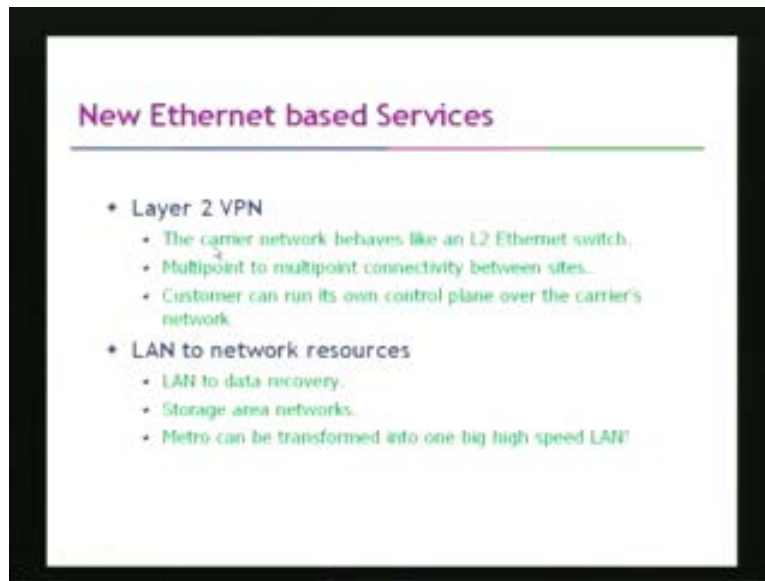 New Ethernet based Services
Layer 2 VPN
The carrier network behaves like an L2 Ethernet switch.
Multipoint to multipoint connectivity between sites.
Customer can run its own control plane over the carrier's
network
LAN to network resources
LAN to data recovery.
Storage area networks.
Metro can be transformed into one big high speed LAN!